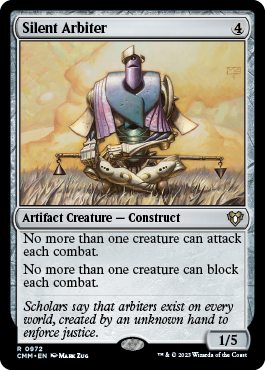 Silent Arbiter 4
Artifact Creature — Construct
No more than one creature can attack
each combat.
No more than one creature can block
each combat.
Scholars say that arbiters exist on every
world, created by an unknown hand to
enforce justice.
1/5
R 0972
CMM • EN Mark Zug
™ & © 2023 Wizards of the Coast